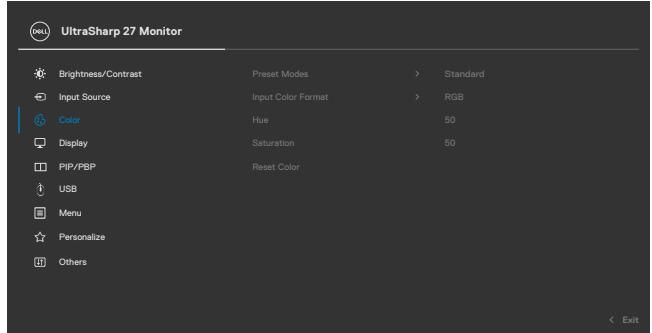 DELL UltraSharp 27 Monitor
Brightness/Contrast Preset Modes > Standard
Input Source Input Color Format > RGB
Color Hue 50
Display Saturation 50
PIP/PBP Reset Color
USB
Menu
Personalize
Others
< Exit